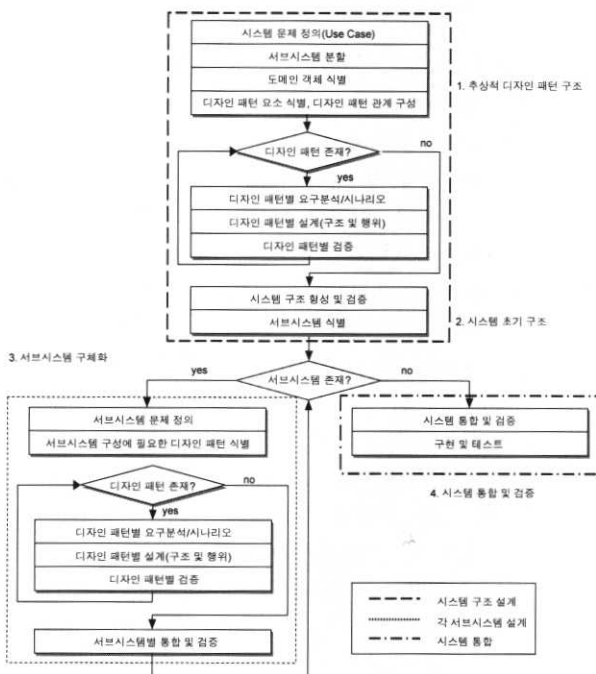 시스템 문제 정의(Use Case)
서브시스템 분할
도메인 객체 식별
디자인 패턴 요소 식별, 디자인 패턴 관계 구성
1. 추상적 디자인 패턴 구조
디자인 패턴 존재?
no
yes
디자인 패턴별 요구분석/시나리오
디자인 패턴별 설계(구조 및 행위)
디자인 패턴별 검증
시스템 구조 형성 및 검증
서브시스템 식별
2. 시스템 초기 구조
3. 서브시스템 구체화
yes
서브시스템 존재?
no
서브시스템 문제 정의
서브시스템 구성에 필요한 디자인 패턴 식별
시스템 통합 및 검증
구현 및 테스트
4. 시스템 통합 및 검증
디자인 패턴 존재?
no
yes
디자인 패턴별 요구분석/시나리오
디자인 패턴별 설계(구조 및 행위)
디자인 패턴별 검증
서브시스템별 통합 및 검증
시스템 구조 설계
각 서브시스템 설계
시스템 통합